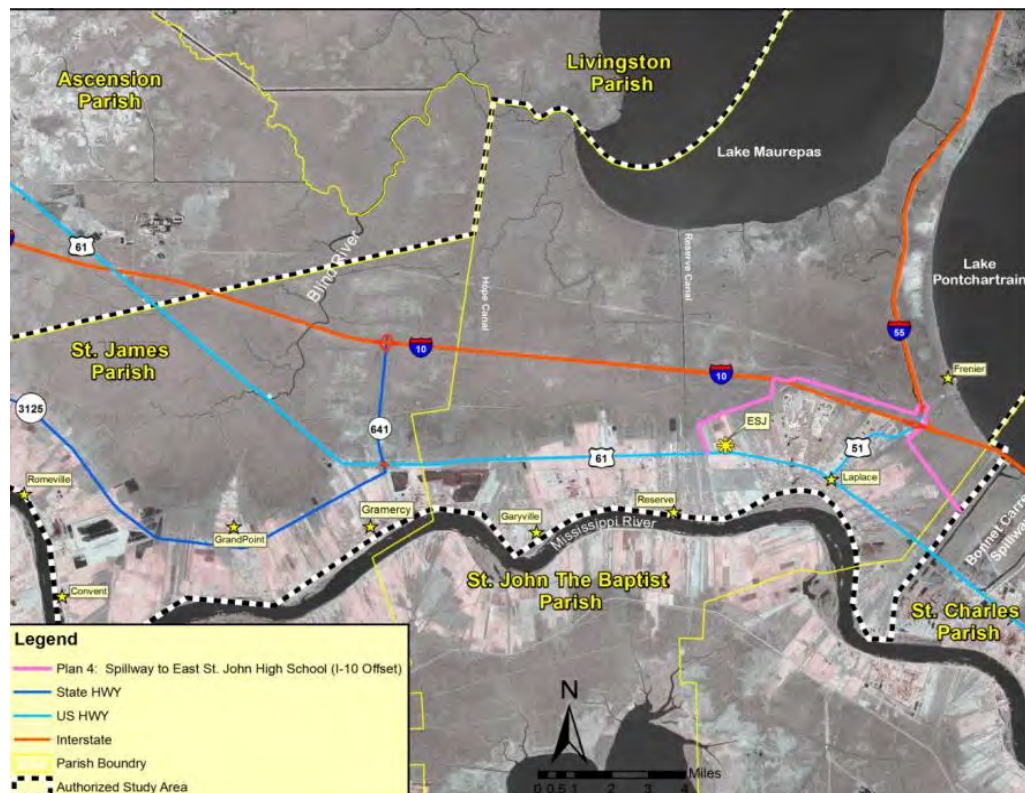 Ascension
Parish
Livingston
Parish
Lake Maurepas
61
Blind River
Hope Canal
Reserve Canal
Lake
Pontchartrain
St. James
Parish
10
10
55
Frenier
3125
641
ESJ
61
51
Romeville
Laplace
Gramercy
Reserve
GrandPoint
Garyville
Mississippi River
Bonnet Carre
Spillway
Convent
St. John The Baptist
Parish
St. Charles
Parish
Legend
Plan 4: Spillway to East St. John High School (I-10 Offset)
State HWY
US HWY
Interstate
Parish Boundry
Authorized Study Area
N
Miles
0 0.5 1 2 3 4